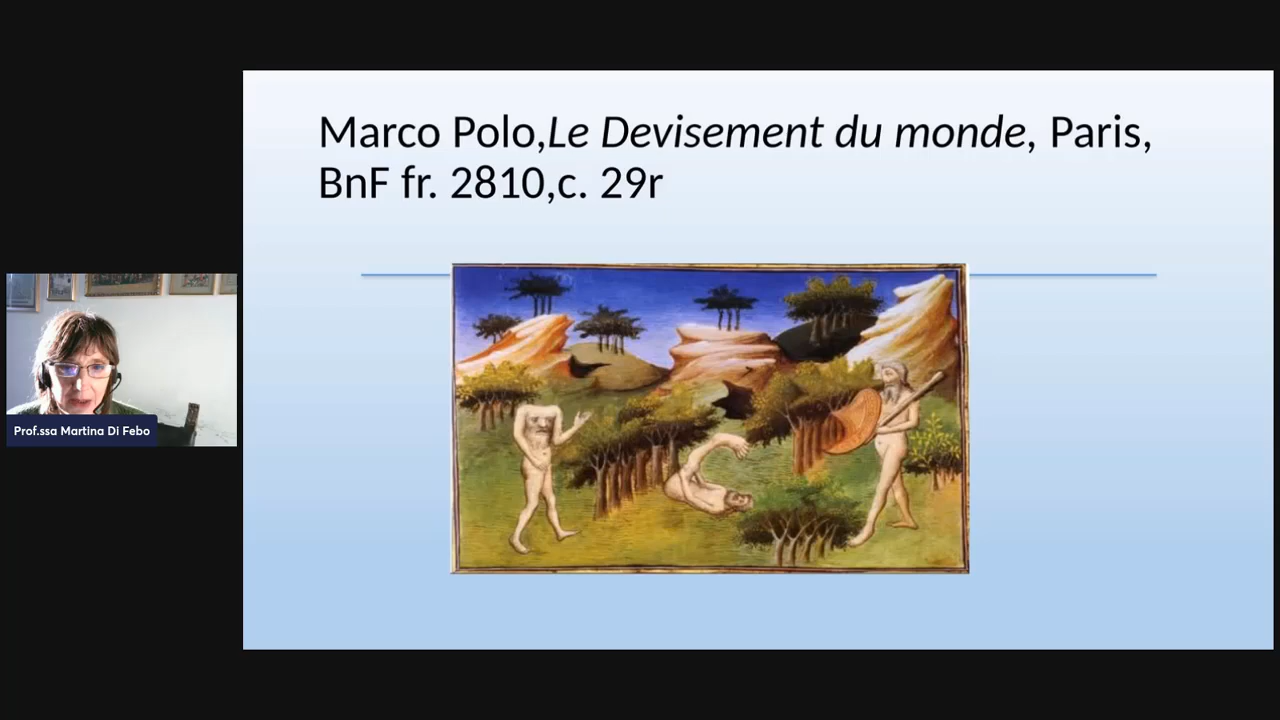 Marco Polo,Le Devisement du monde, Paris,
BnF fr. 2810,c. 29r
Prof.ssa Martina Di Febo